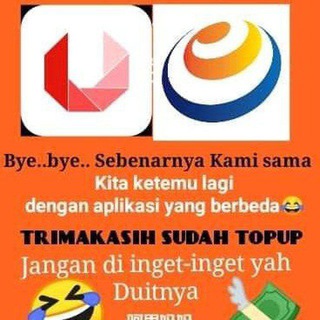 Bye..bye.. Sebenarnya Kami sama
Kita ketemu lagi
dengan aplikasi yang berbeda😂
TRIMAKASIH SUDAH TOPUP
Jangan di inget-inget yah
Duitnya